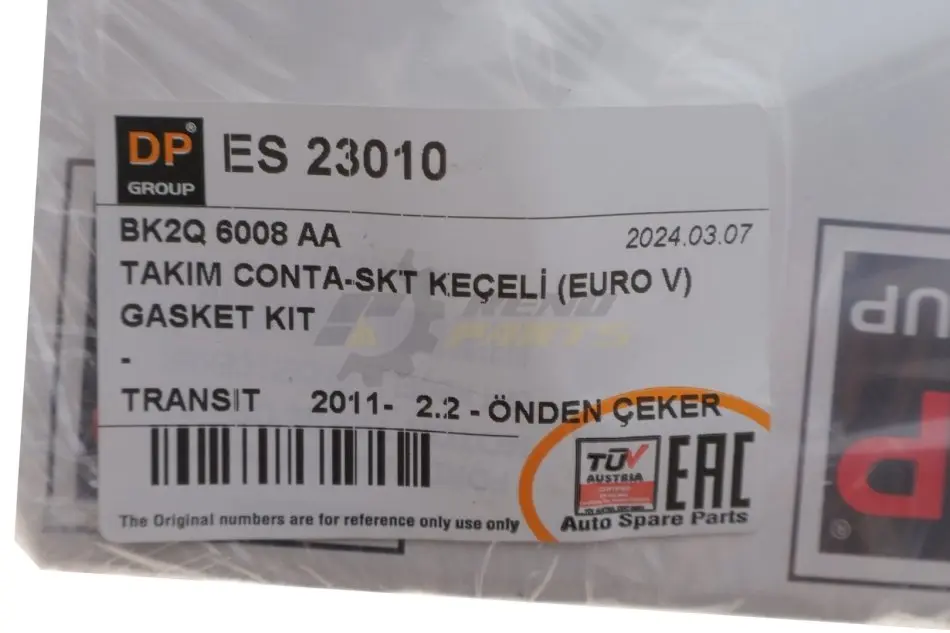 DP® ES 23010
GROUP
BK2Q 6008 AA 2024.03.07
TAKIM CONTA-SKT KEÇELİ (EURO V)
GASKET KIT
-
TRANSIT 2011- 2.2 - ÖNDEN ÇEKER
TÜV
AUSTRIA
EAC
Auto Spare Parts
The Original numbers are for reference only use only
PARTS
UP
P
®